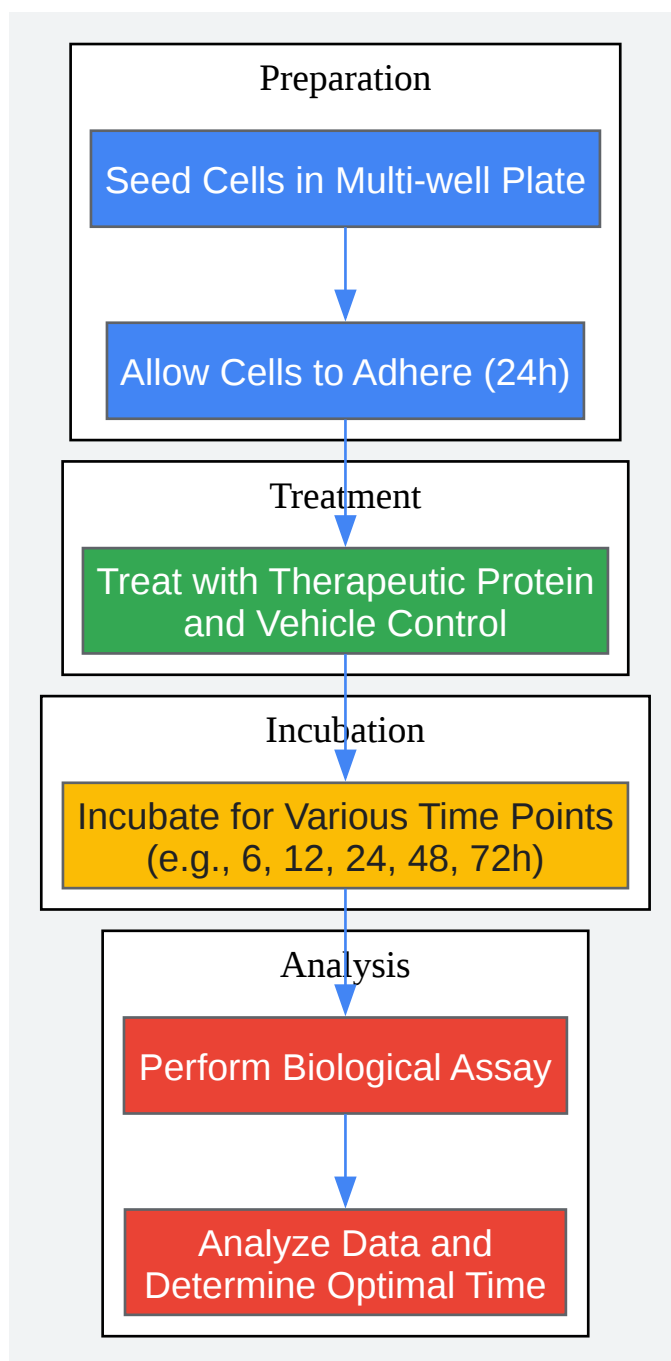 Preparation
Seed Cells in Multi-well Plate
Allow Cells to Adhere (24h)
Treatment
Treat with Therapeutic Protein
and Vehicle Control
Incubation
Incubate for Various Time Points
(e.g., 6, 12, 24, 48, 72h)
Analysis
Perform Biological Assay
Analyze Data and
Determine Optimal Time